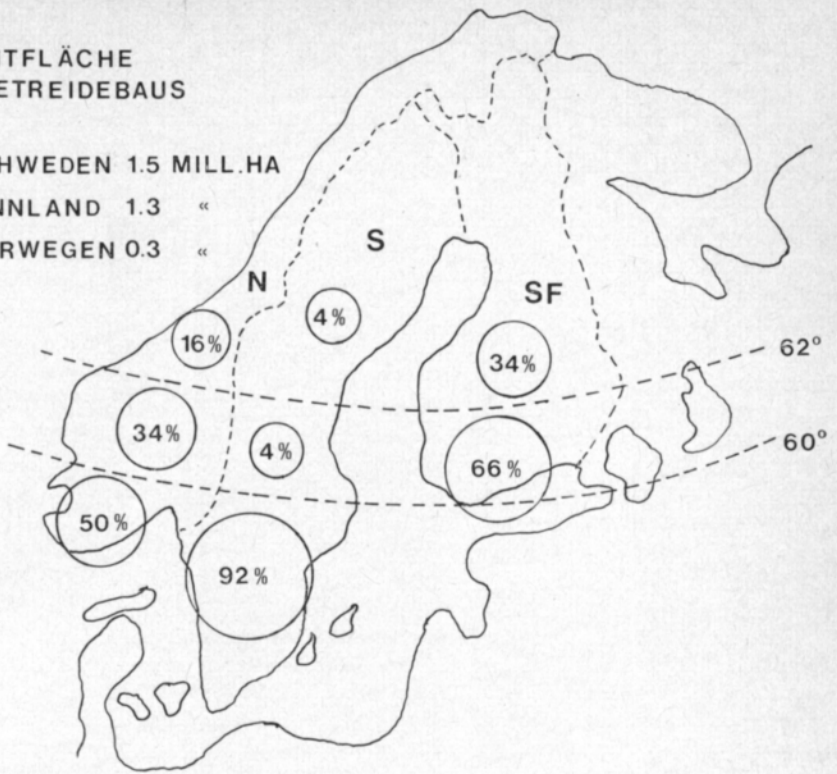 TFLÄCHE
ETREIDEBAUS
HWEDEN 1.5 MILL.HA
NNLAND 1.3 "
RWEGEN 0.3 "
S
N
SF
4%
16%
34%
62°
34%
4%
66%
60°
50%
92%